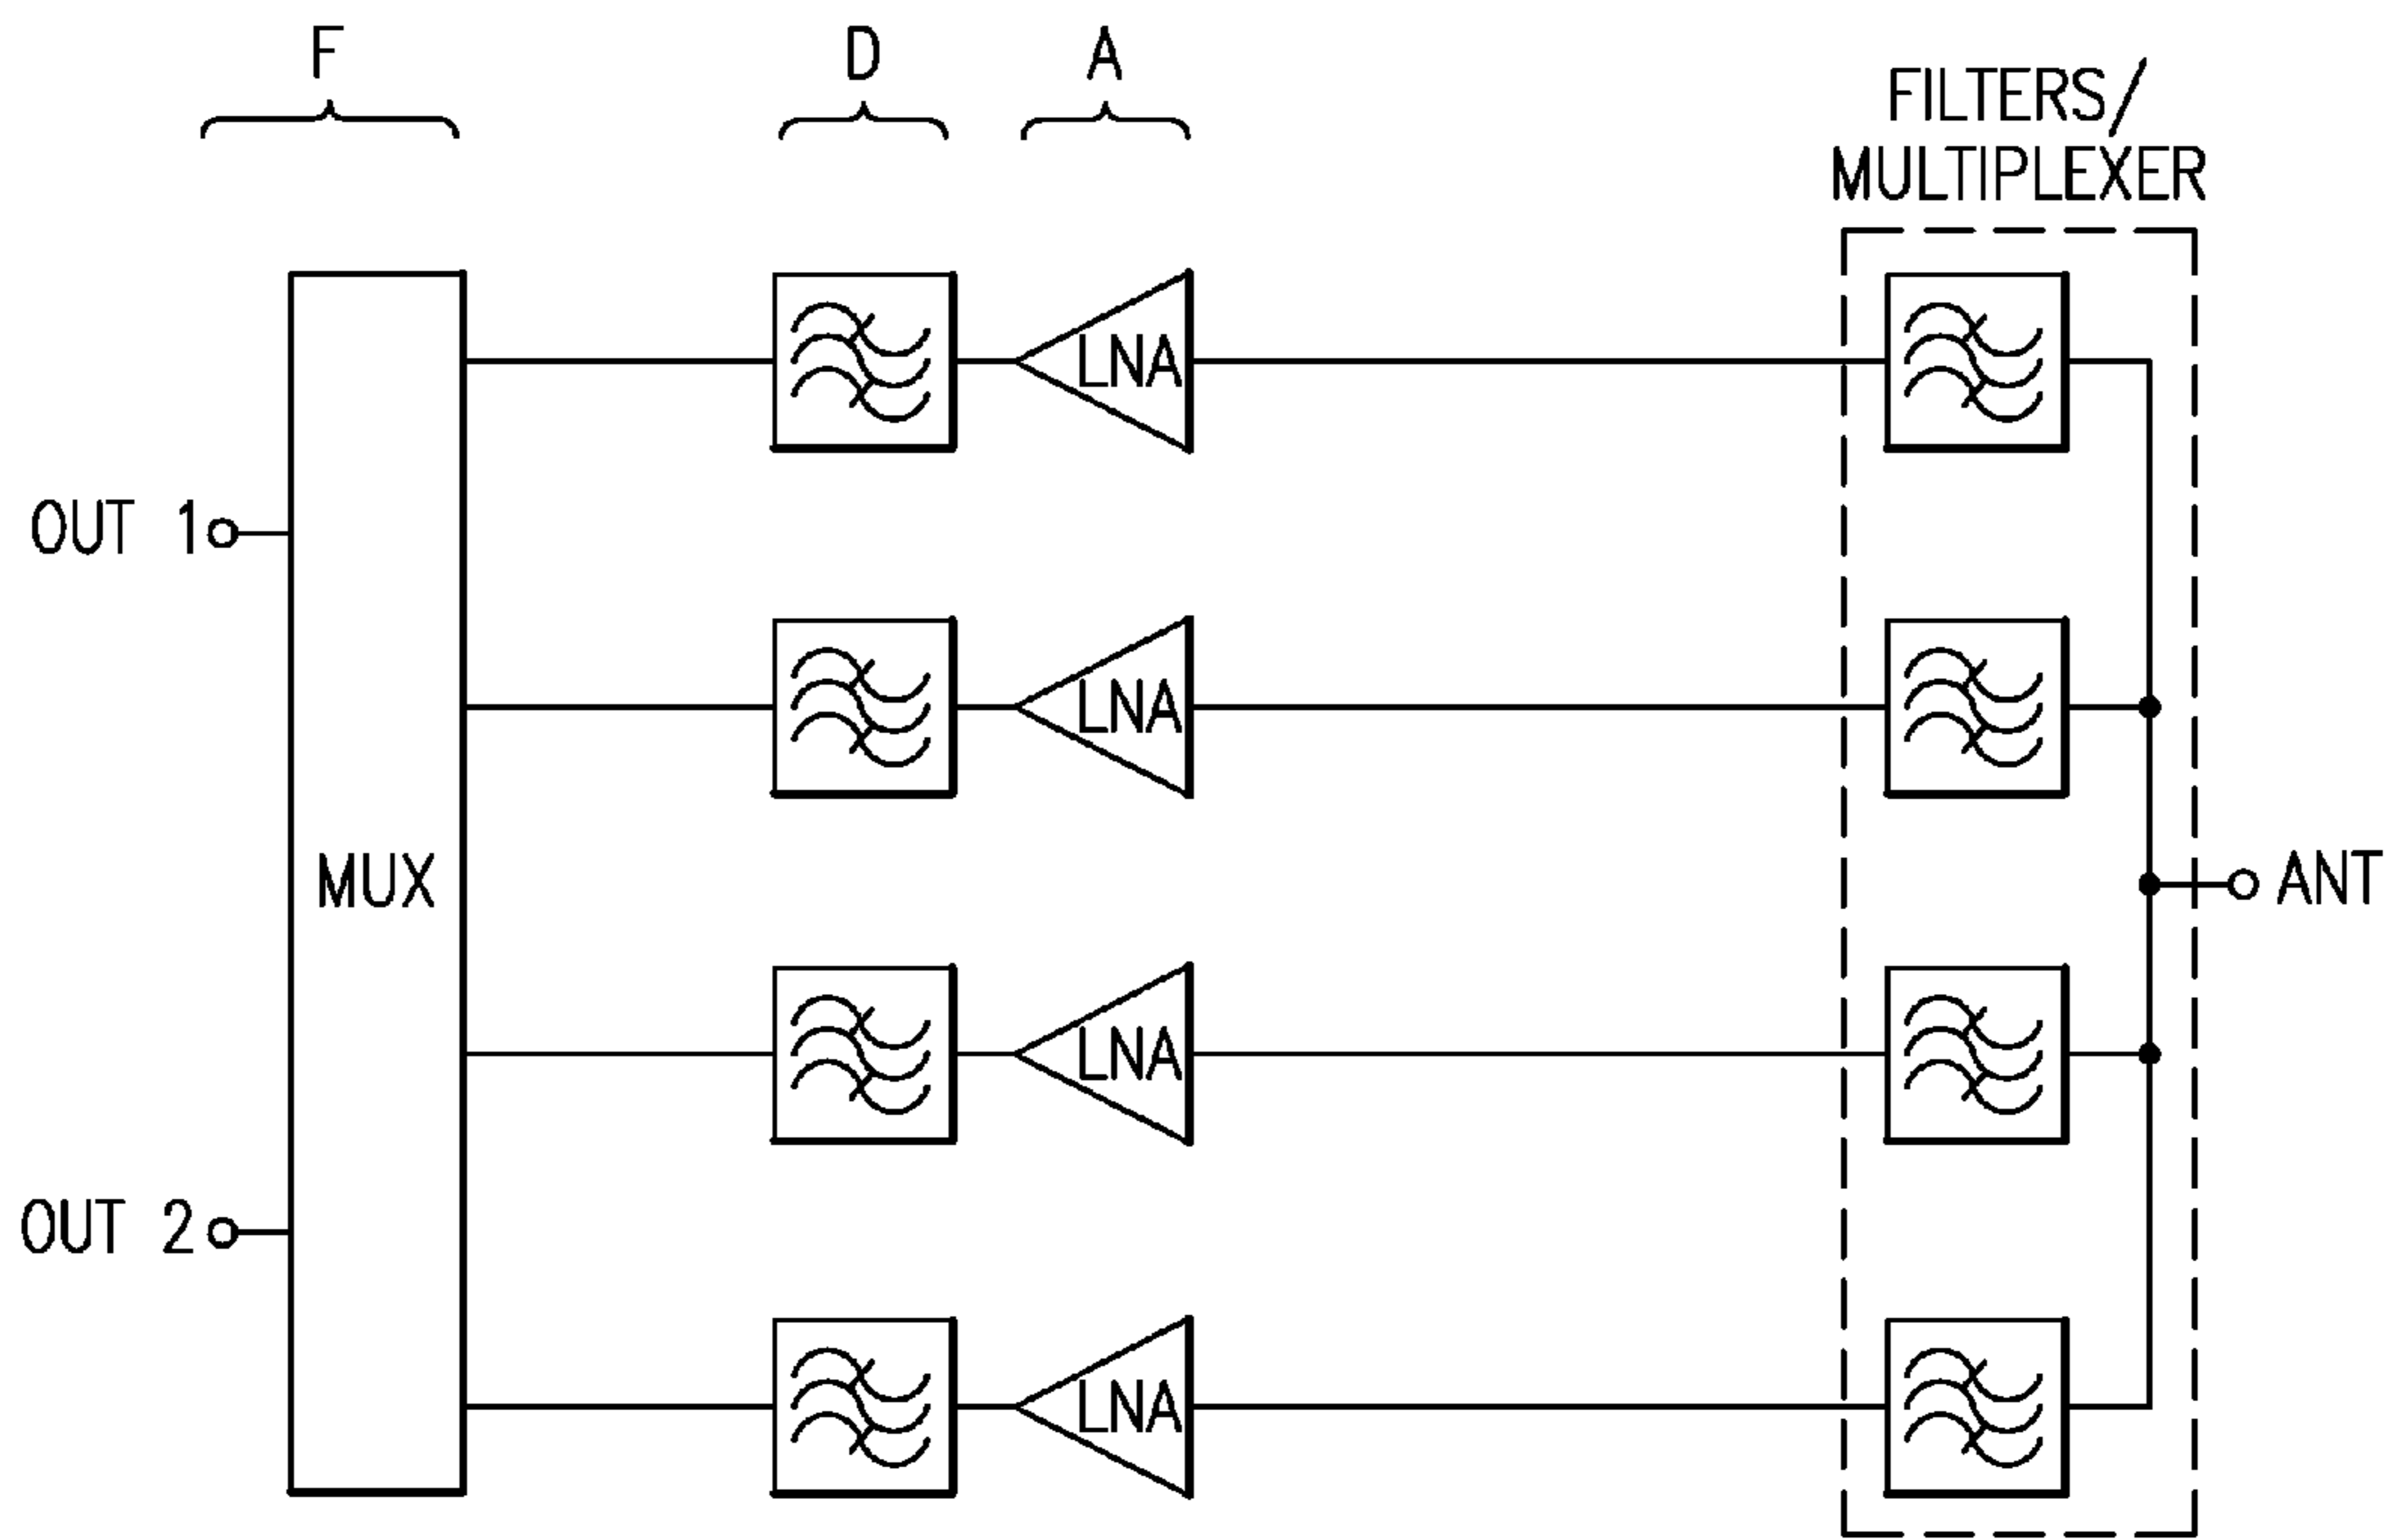 F
D
A
FILTERS/
MULTIPLEXER
LNA
OUT 1
LNA
MUX
ANT
LNA
OUT 2
LNA